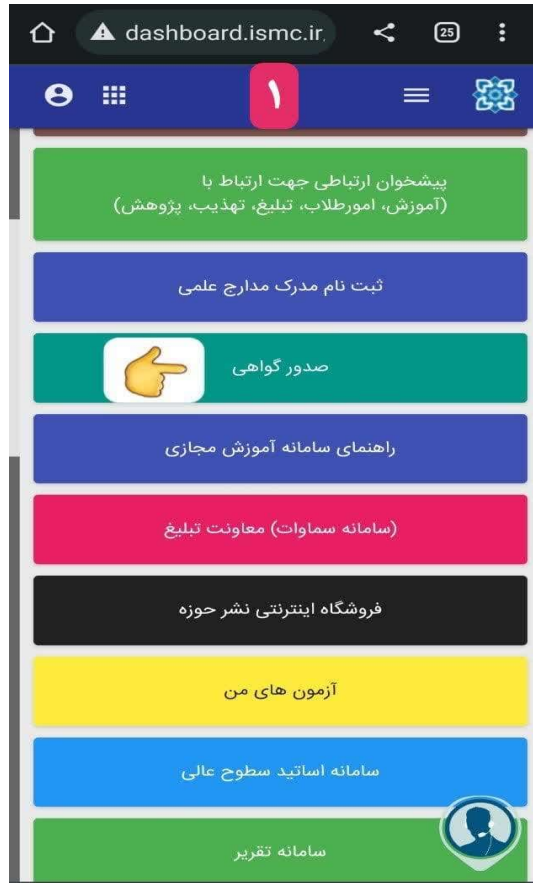 dashboard.ismc.ir
25
۱
پیشخوان ارتباطی جهت ارتباط با
(آموزش، امورطلاب، تبلیغ، تهذیب، پژوهش)
ثبت نام مدرک مدارج علمی
صدور گواهی
راهنمای سامانه آموزش مجازی
(سامانه سماوات) معاونت تبلیغ
فروشگاه اینترنتی نشر حوزه
آزمون های من
سامانه اساتید سطوح عالی
سامانه تقریر